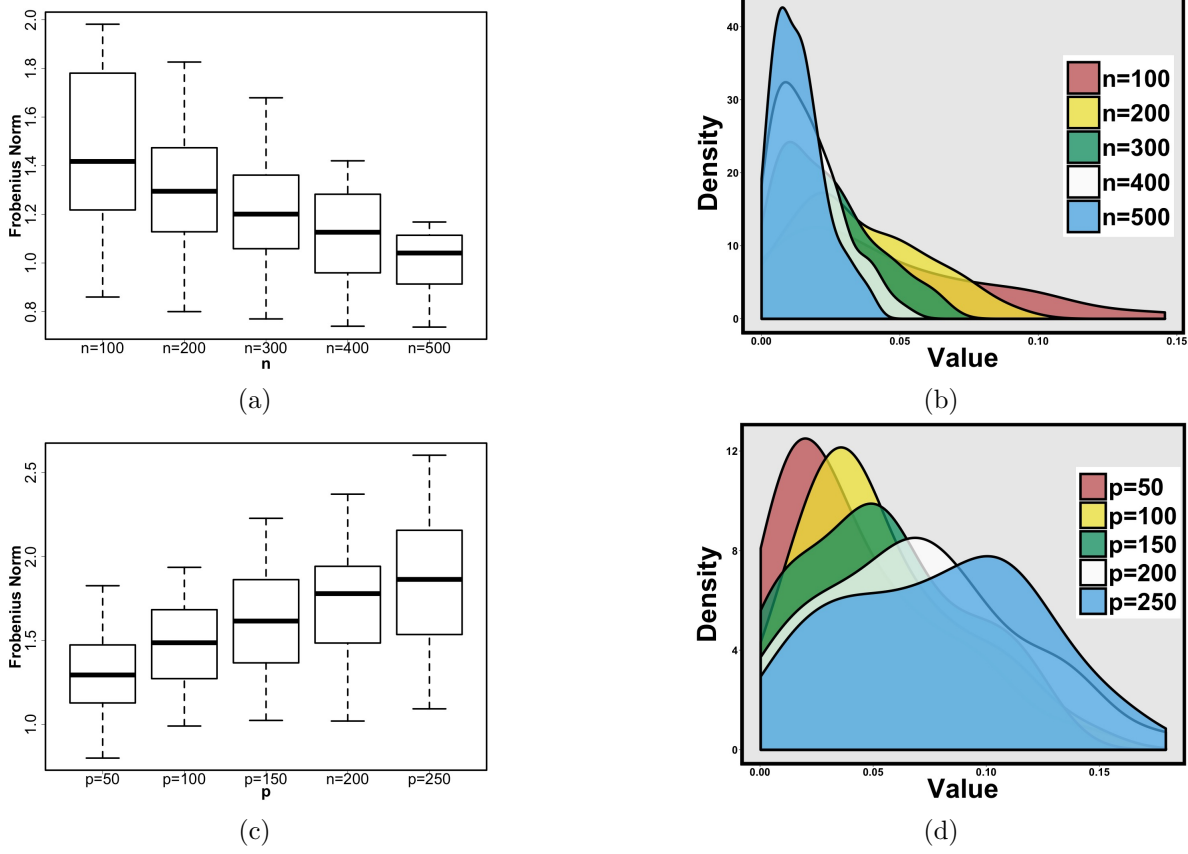 Frobenius Norm
2.0
1.8
1.6
1.4
1.2
1.0
0.8
n=100 n=200 n=300 n=400 n=500
n
(a)
Density
40
30
20
10
0
n=100
n=200
n=300
n=400
n=500
0.00 0.05 0.10 0.15
Value
(b)
Frobenius Norm
2.5
2.0
1.5
1.0
p=50 p=100 p=150 n=200 p=250
p
(c)
Density
12
8
4
0
p=50
p=100
p=150
p=200
p=250
0.00 0.05 0.10 0.15
Value
(d)